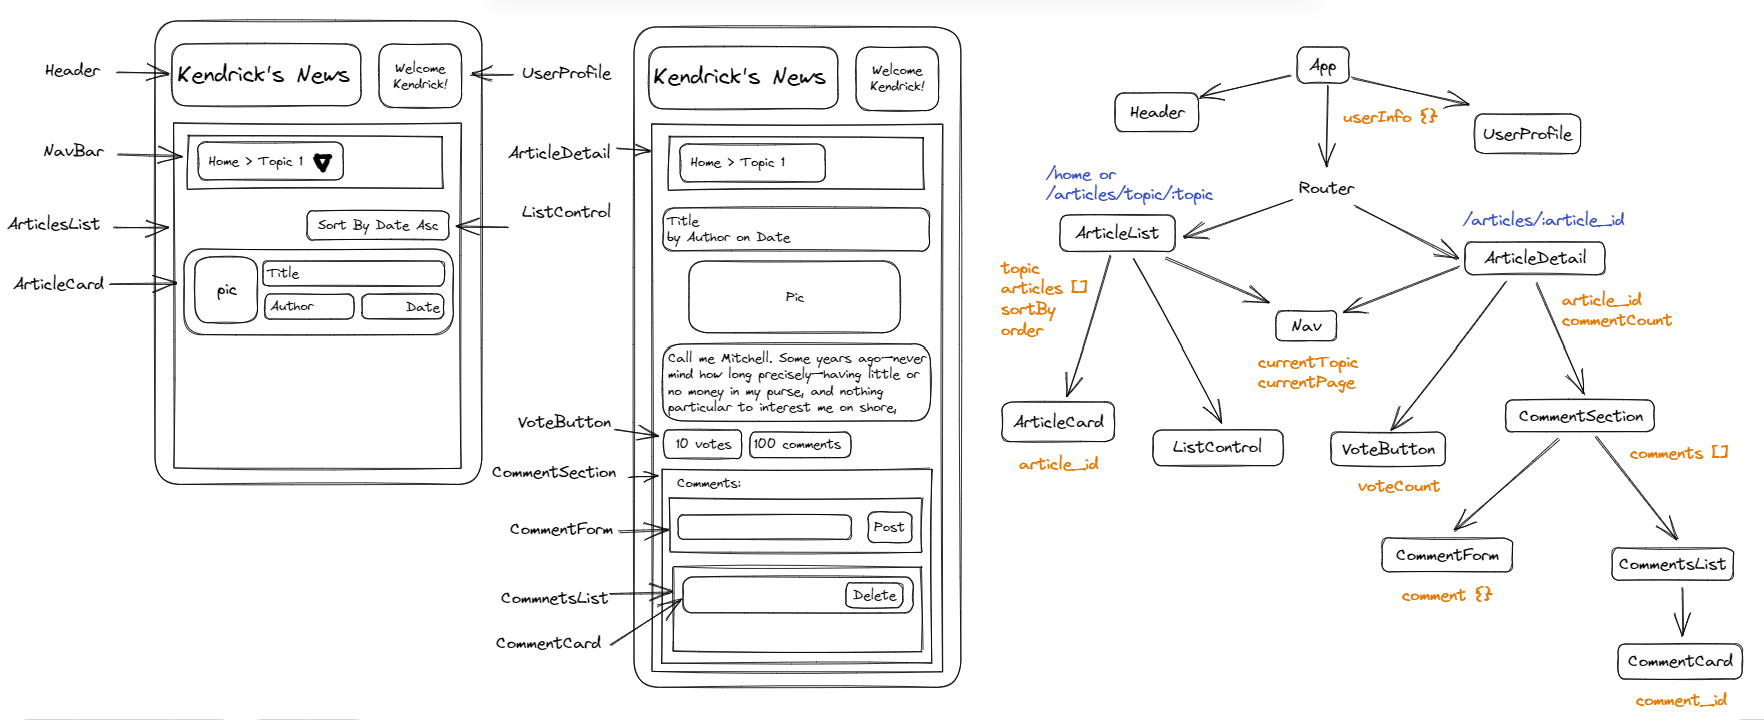 Header
NavBar
ArticlesList
ArticleCard
Kendrick's News
Welcome
Kendrick!
Home > Topic 1
Sort By Date Asc
pic
Title
Author
Date
UserProfile
ArticleDetail
ListControl
VoteButton
CommentSection
CommentForm
CommnetsList
CommentCard
Kendrick's News
Welcome
Kendrick!
Home > Topic 1
Title
by Author on Date
Pic
Call me Mitchell. Some years ago—never
mind how long precisely—having little or
no money in my purse, and nothing
particular to interest me on shore,
10 votes
100 comments
Comments:
Post
Delete
App
Header
userInfo {}
UserProfile
Router
/home or
/articles/topic/:topic
/articles/:article_id
ArticleList
ArticleDetail
topic
articles []
sortBy
order
article_id
commentCount
Nav
currentTopic
currentPage
ArticleCard
article_id
ListControl
VoteButton
voteCount
CommentSection
comments []
CommentForm
comment {}
CommentsList
CommentCard
comment_id